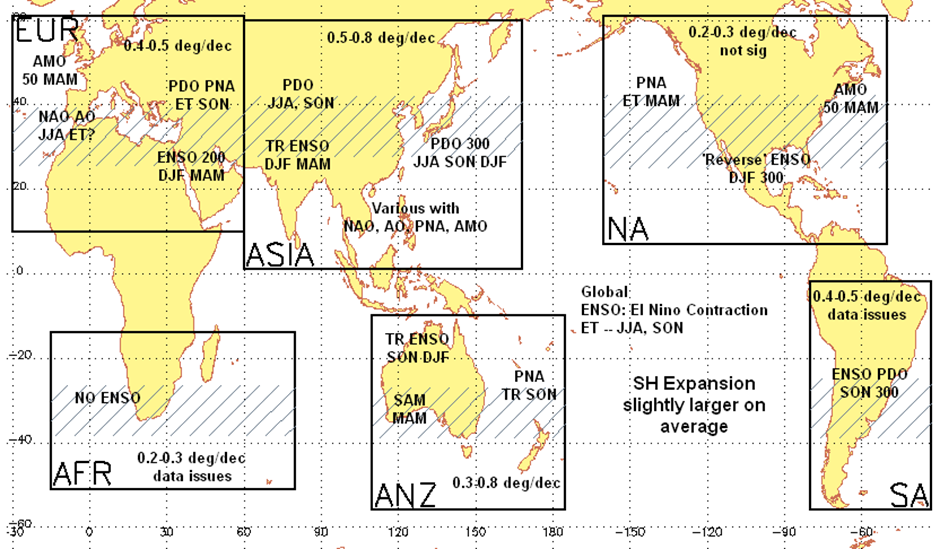 EUR
0.4-0.5 deg/dec
AMO
50 MAM
PDO PNA
ET SON
NAO AO
JJA ET?
ENSO 200
DJF MAM
0.5-0.8 deg/dec
PDO
JJA, SON
TR ENSO
DJF MAM
PDO 300
JJA SON DJF
Various with
NAO, AO, PNA, AMO
ASIA
0.2-0.3 deg/dec
not sig
PNA
ET MAM
AMO
50 MAM
'Reverse' ENSO
DJF 300
NA
Global
ENSO: El Nino Contraction
ET -- JJA, SON
0.4-0.5 deg/dec
data issues
TR ENSO
SON DJF
PNA
TR SON
SAM
MAM
ENSO PDO
SON 300
NO ENSO
SH Expansion
slightly larger on
average
AFR
0.2-0.3 deg/dec
data issues
ANZ
0.3-0.8 deg/dec
SA
60
40
20
0
-20
-40
-60
-30
0
30
60
90
120
150
-150
-120
-90
-60